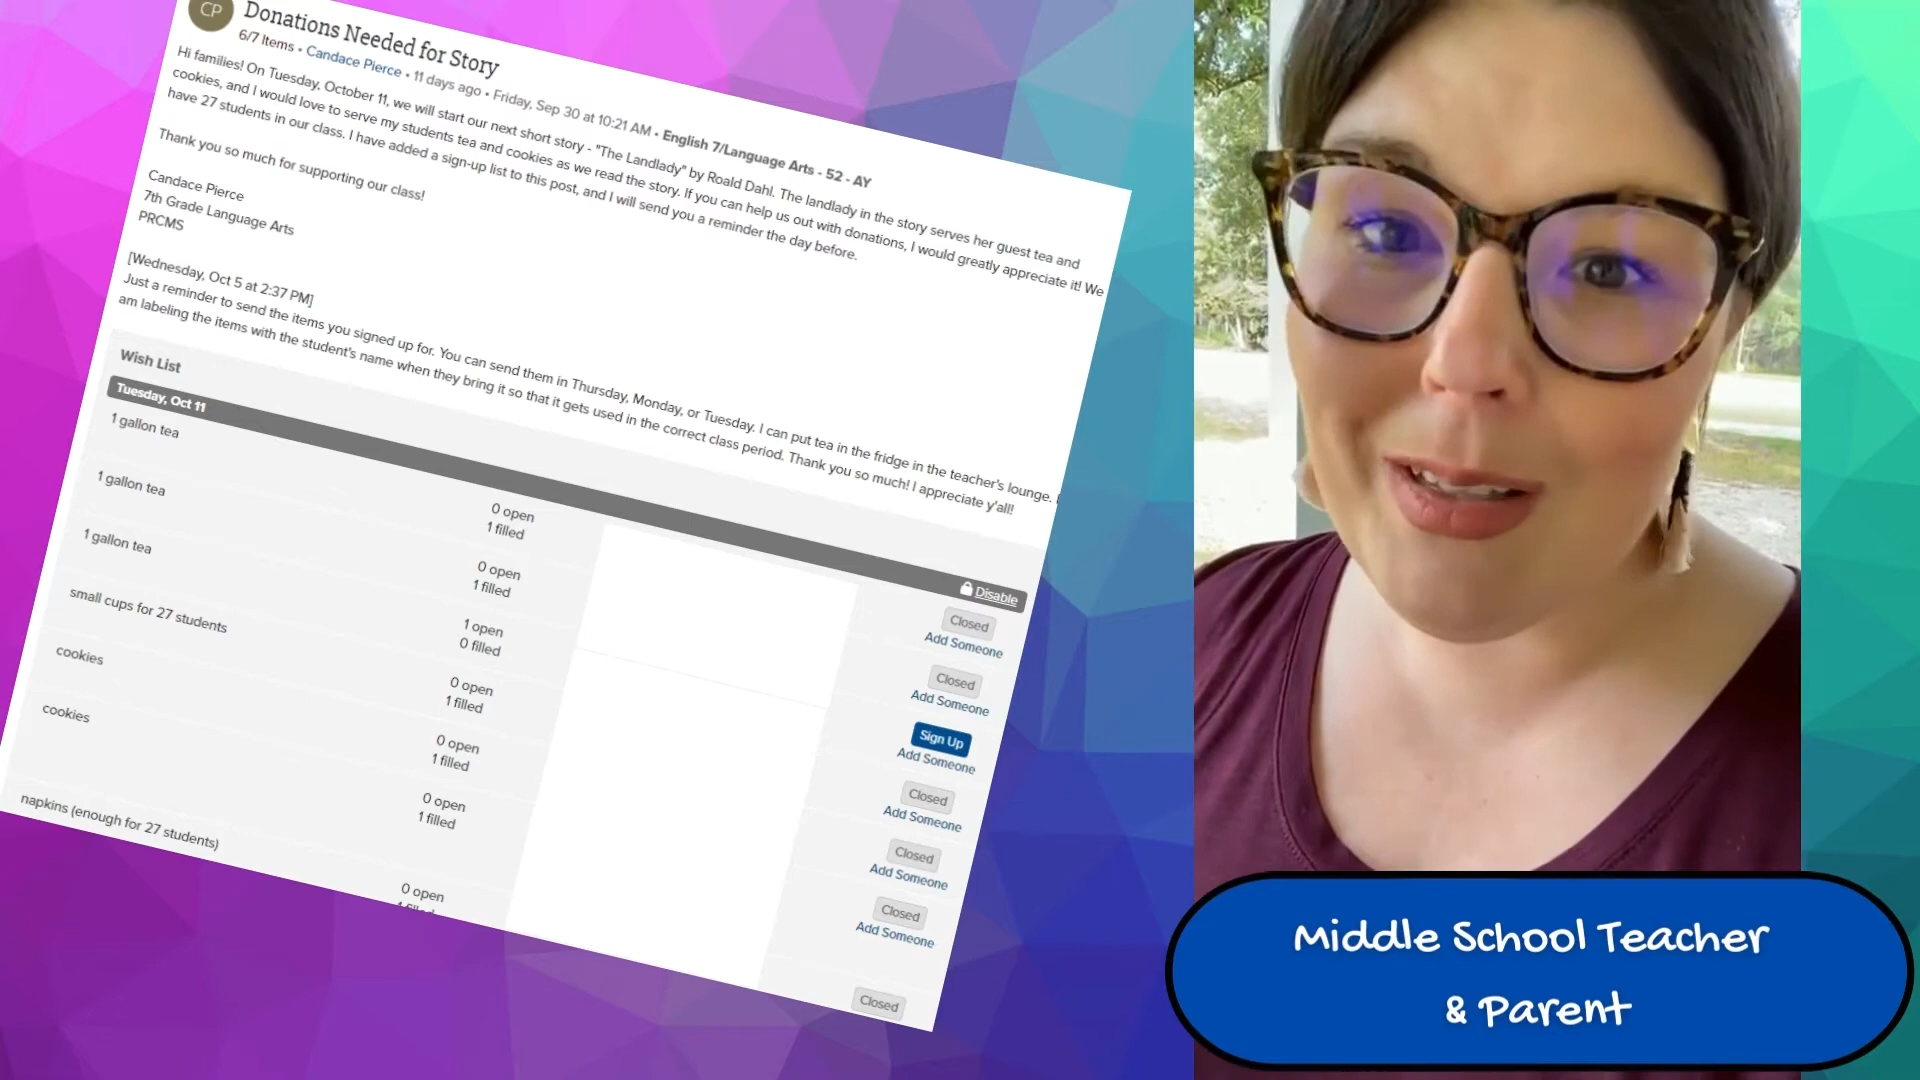 CP
Donations Needed for Story
6/7 Items • Candace Pierce • 11 days ago • Friday, Sep 30 at 10:21 AM • English 7/Language Arts - 52 - AY
Hi families! On Tuesday, October 11, we will start our next short story - "The Landlady" by Roald Dahl. The landlady in the story serves her guest tea and
cookies, and I would love to serve my students tea and cookies as we read the story. If you can help us out with donations, I would greatly appreciate it! We
have 27 students in our class. I have added a sign-up list to this post, and I will send you a reminder the day before.
Thank you so much for supporting our class!
Candace Pierce
7th Grade Language Arts
PRCMS
[Wednesday, Oct 5 at 2:37 PM]
Just a reminder to send the items you signed up for. You can send them in Thursday, Monday, or Tuesday. I can put tea in the fridge in the teacher's lounge.
am labeling the items with the student's name when they bring it so that it gets used in the correct class period. Thank you so much! I appreciate y'all!
Wish List
Tuesday, Oct 11
Disable
1 gallon tea
0 open
1 filled
Closed
Add Someone
1 gallon tea
0 open
1 filled
Closed
Add Someone
1 gallon tea
1 open
0 filled
Sign Up
Add Someone
small cups for 27 students
0 open
1 filled
Closed
Add Someone
cookies
0 open
1 filled
Closed
Add Someone
cookies
0 open
1 filled
Closed
Add Someone
napkins (enough for 27 students)
0 open
Closed
Middle School Teacher
& Parent